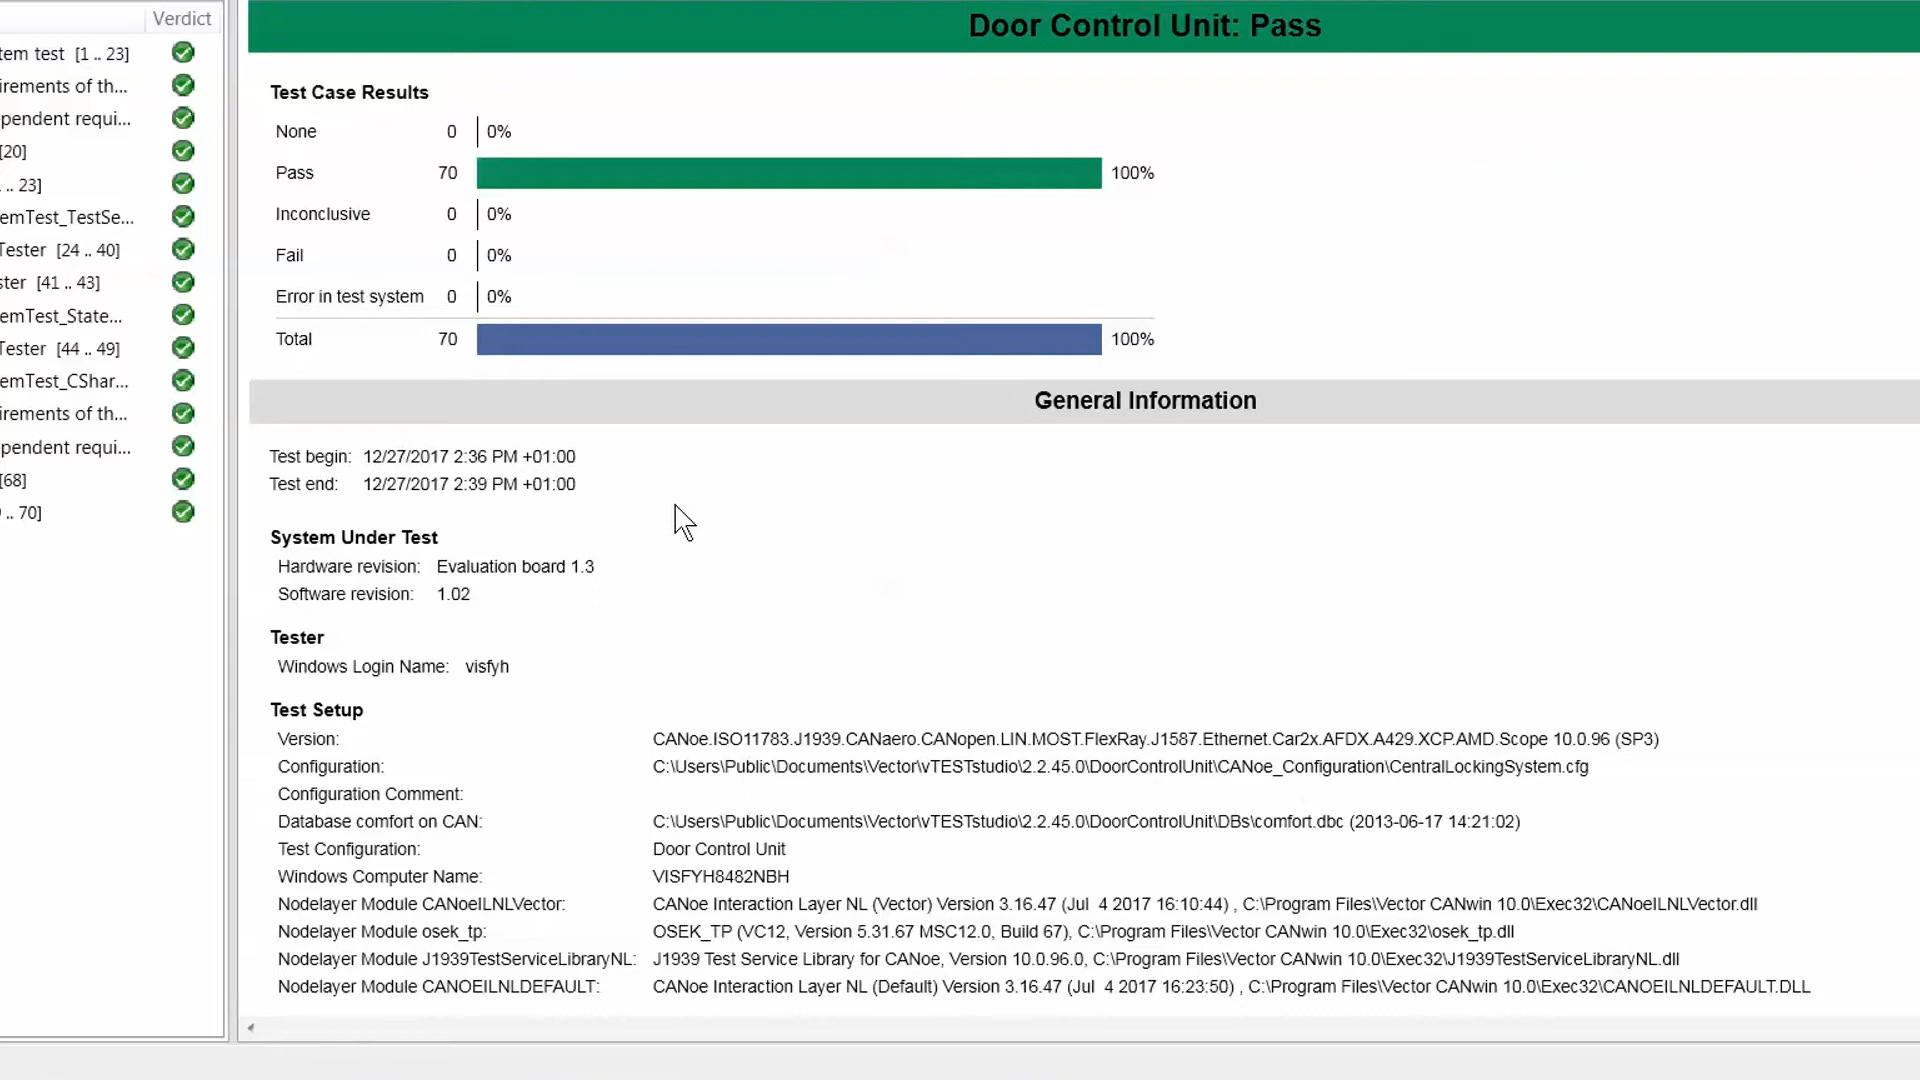 Verdict
tem test [1 .. 23]
irements of th...
pendent requi...
[20]
.. 23]
emTest_TestSe...
Tester [24 .. 40]
ster [41 .. 43]
emTest_State...
Tester [44 .. 49]
emTest_CShar...
irements of th...
pendent requi...
[68]
.. 70]
Door Control Unit: Pass
Test Case Results
None 0 0%
Pass 70 100%
Inconclusive 0 0%
Fail 0 0%
Error in test system 0 0%
Total 70 100%
General Information
Test begin: 12/27/2017 2:36 PM +01:00
Test end: 12/27/2017 2:39 PM +01:00
System Under Test
Hardware revision: Evaluation board 1.3
Software revision: 1.02
Tester
Windows Login Name: visfyh
Test Setup
Version: CANoe.ISO11783.J1939.CANaero.CANopen.LIN.MOST.FlexRay.J1587.Ethernet.Car2x.AFDX.A429.XCP.AMD.Scope 10.0.96 (SP3)
Configuration: C:\Users\Public\Documents\Vector\vTESTstudio\2.2.45.0\DoorControlUnit\CANoe_Configuration\CentralLockingSystem.cfg
Configuration Comment:
Database comfort on CAN: C:\Users\Public\Documents\Vector\vTESTstudio\2.2.45.0\DoorControlUnit\DBs\comfort.dbc (2013-06-17 14:21:02)
Test Configuration: Door Control Unit
Windows Computer Name: VISFYH8482NBH
Nodelayer Module CANoeILNLVector: CANoe Interaction Layer NL (Vector) Version 3.16.47 (Jul 4 2017 16:10:44) , C:\Program Files\Vector CANwin 10.0\Exec32\CANoeILNLVector.dll
Nodelayer Module osek_tp: OSEK_TP (VC12, Version 5.31.67 MSC12.0, Build 67), C:\Program Files\Vector CANwin 10.0\Exec32\osek_tp.dll
Nodelayer Module J1939TestServiceLibraryNL: J1939 Test Service Library for CANoe, Version 10.0.96.0, C:\Program Files\Vector CANwin 10.0\Exec32\J1939TestServiceLibraryNL.dll
Nodelayer Module CANOEILNLDEFAULT: CANoe Interaction Layer NL (Default) Version 3.16.47 (Jul 4 2017 16:23:50) , C:\Program Files\Vector CANwin 10.0\Exec32\CANOEILNLDEFAULT.DLL